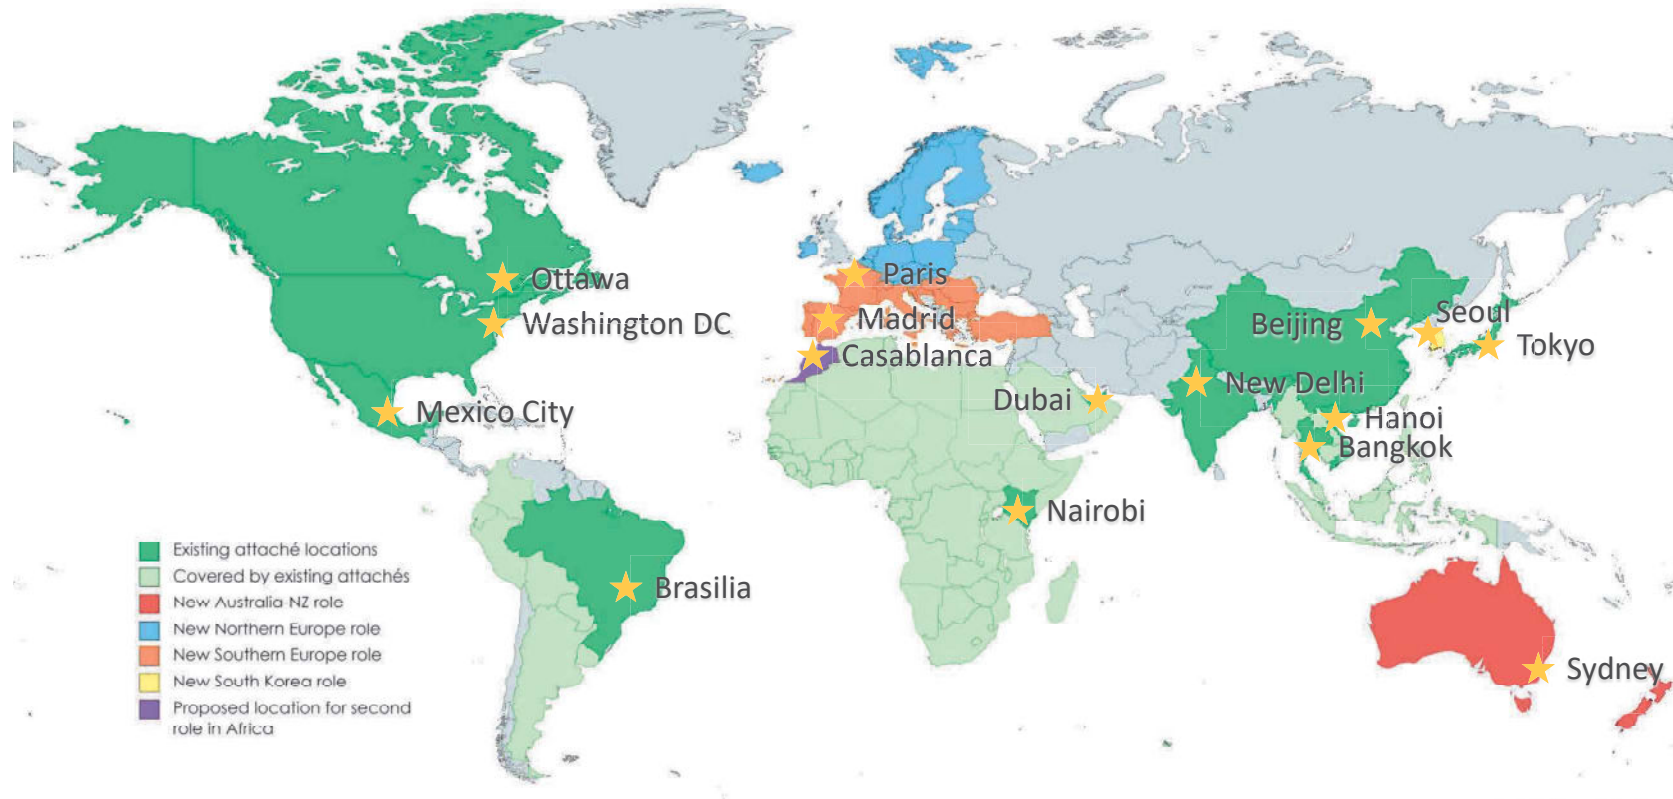 Ottawa
Washington DC
Mexico City
Brasilia
Paris
Madrid
Casablanca
Dubai
Nairobi
Beijing
Seoul
Tokyo
New Delhi
Hanoi
Bangkok
Sydney
Existing attaché locations
Covered by existing attachés
New Australia NZ role
New Northern Europe role
New Southern Europe role
New South Korea role
Proposed location for second
role in Africa